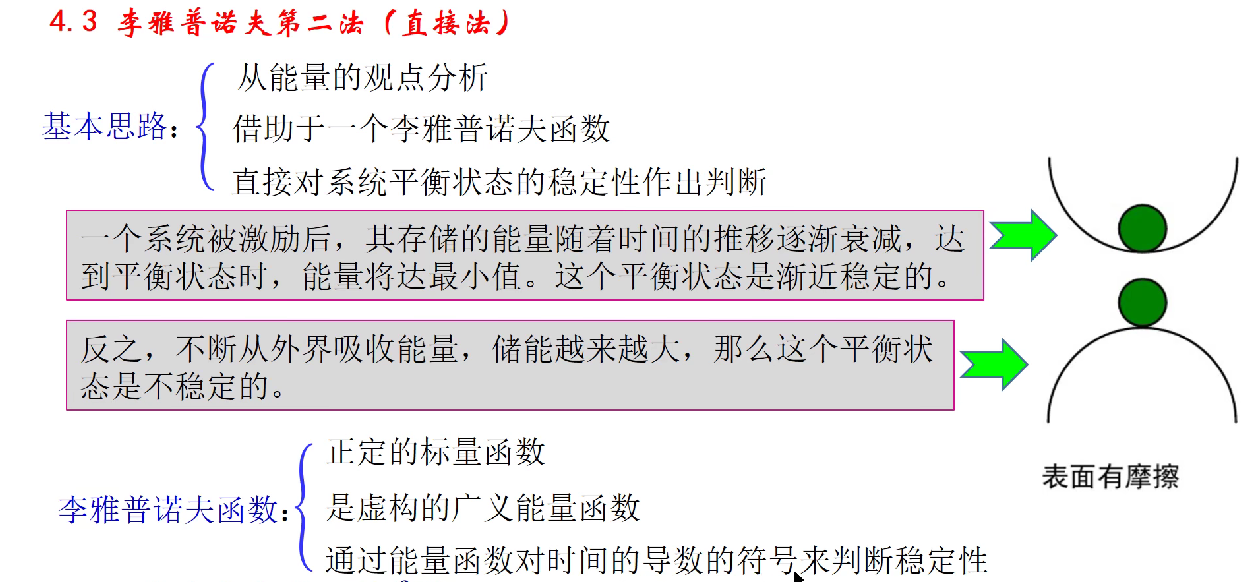 4.3 李雅普诺夫第二法（直接法）
从能量的观点分析
基本思路：
借助于一个李雅普诺夫函数
直接对系统平衡状态的稳定性作出判断
一个系统被激励后，其存储的能量随着时间的推移逐渐衰减，达
到平衡状态时，能量将达最小值。这个平衡状态是渐近稳定的。
反之，不断从外界吸收能量，储能越来越大，那么这个平衡状
态是不稳定的。
正定的标量函数
表面有摩擦
李雅普诺夫函数：
是虚构的广义能量函数
通过能量函数对时间的导数的符号来判断稳定性